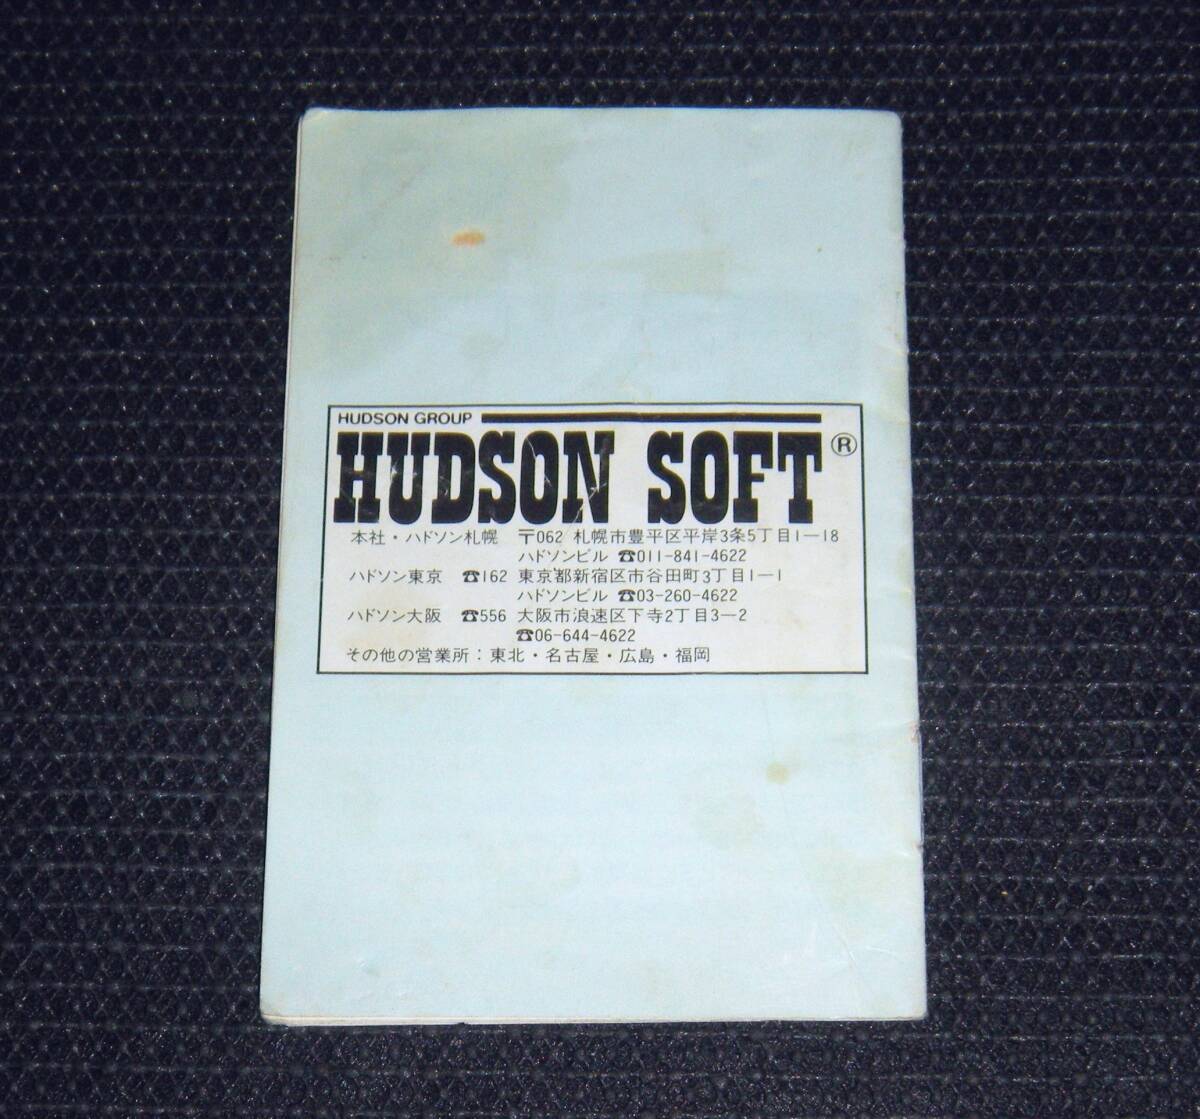 HUDSON GROUP
HUDSON SOFT®
本社・ハドソン札幌 〒062 札幌市豊平区平岸3条5丁目1―18
ハドソンビル ☎011-841-4622
ハドソン東京 ☎162 東京都新宿区市谷田町3丁目1―1
ハドソンビル ☎03-260-4622
ハドソン大阪 ☎556 大阪市浪速区下寺2丁目3―2
☎06-644-4622
その他の営業所：東北・名古屋・広島・福岡